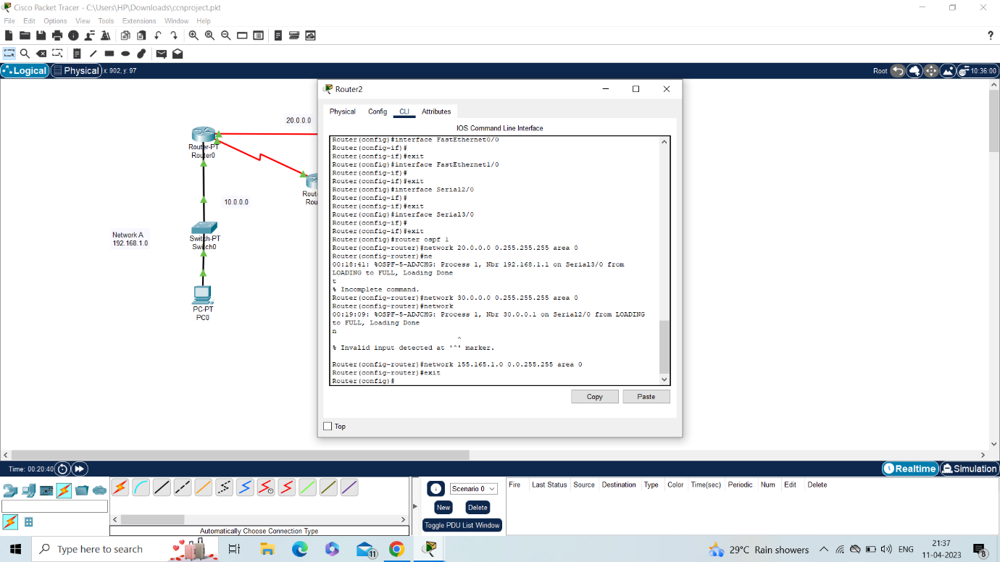 Cisco Packet Tracer - C:\Users\HP\Downloads\ccnproject.pkt
File Edit Options View Tools Extensions Window Help
Logical Physical x: 902, y: 97
Root 10:36:00
Router2
Physical Config CLI Attributes
IOS Command Line Interface
Router(config)#interface FastEthernet0/0
Router(config-if)#
Router(config-if)#exit
Router(config)#interface FastEthernet1/0
Router(config-if)#
Router(config-if)#exit
Router(config)#interface Serial2/0
Router(config-if)#
Router(config-if)#exit
Router(config)#interface Serial3/0
Router(config-if)#
Router(config-if)#exit
Router(config)#router ospf 1
Router(config-router)#network 20.0.0.0 0.255.255.255 area 0
Router(config-router)#ne
00:18:41: %OSPF-5-ADJCHG: Process 1, Nbr 192.168.1.1 on Serial3/0 from
LOADING to FULL, Loading Done
t
% Incomplete command.
Router(config-router)#network 30.0.0.0 0.255.255.255 area 0
Router(config-router)#network
00:19:09: %OSPF-5-ADJCHG: Process 1, Nbr 30.0.0.1 on Serial2/0 from LOADING
to FULL, Loading Done
n
^
% Invalid input detected at '^' marker.
Router(config-router)#network 155.165.1.0 0.0.255.255 area 0
Router(config-router)#exit
Router(config)#
Copy Paste
Top
20.0.0.0
Router-PT
Router0
Rout
Rou
10.0.0.0
Network A
192.168.1.0
Switch-PT
Switch0
PC-PT
PC0
Time: 00:20:40
Realtime Simulation
Scenario 0
New Delete
Toggle PDU List Window
Fire Last Status Source Destination Type Color Time(sec) Periodic Num Edit Delete
Automatically Choose Connection Type
Type here to search
11
29°C Rain showers
ENG
21:37
11-04-2023
8